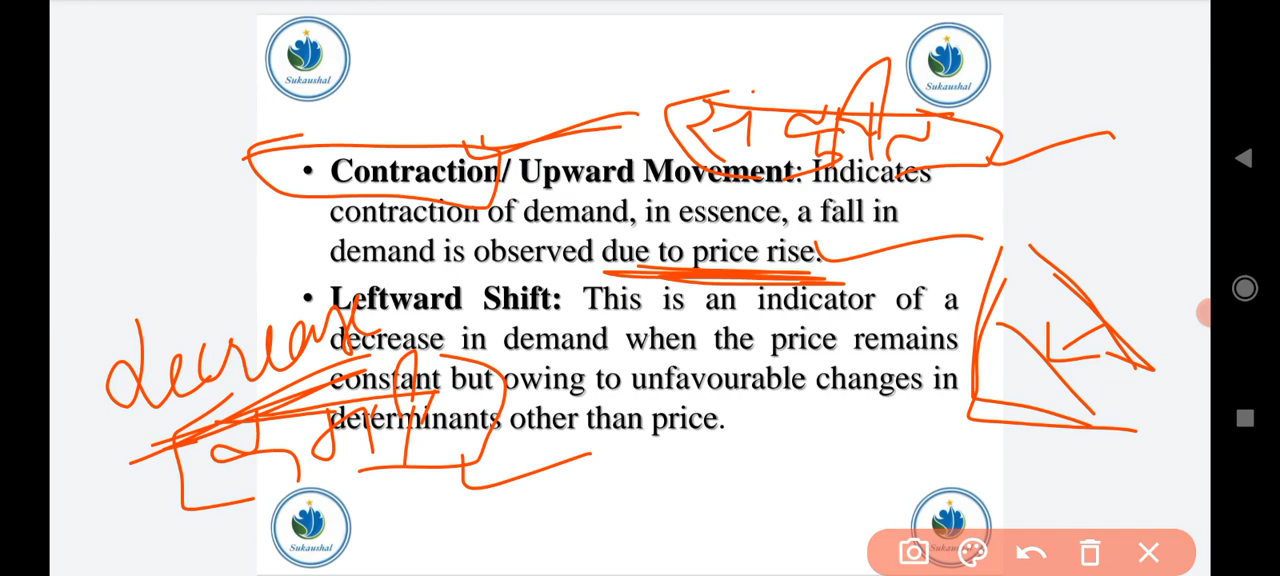 Sukaushal
Sukaushal
• Contraction/ Upward Movement: Indicates
contraction of demand, in essence, a fall in
demand is observed due to price rise.
• Leftward Shift: This is an indicator of a
decrease in demand when the price remains
constant but owing to unfavourable changes in
determinants other than price.
decrease
कमी
Sukaushal
Sukaushal